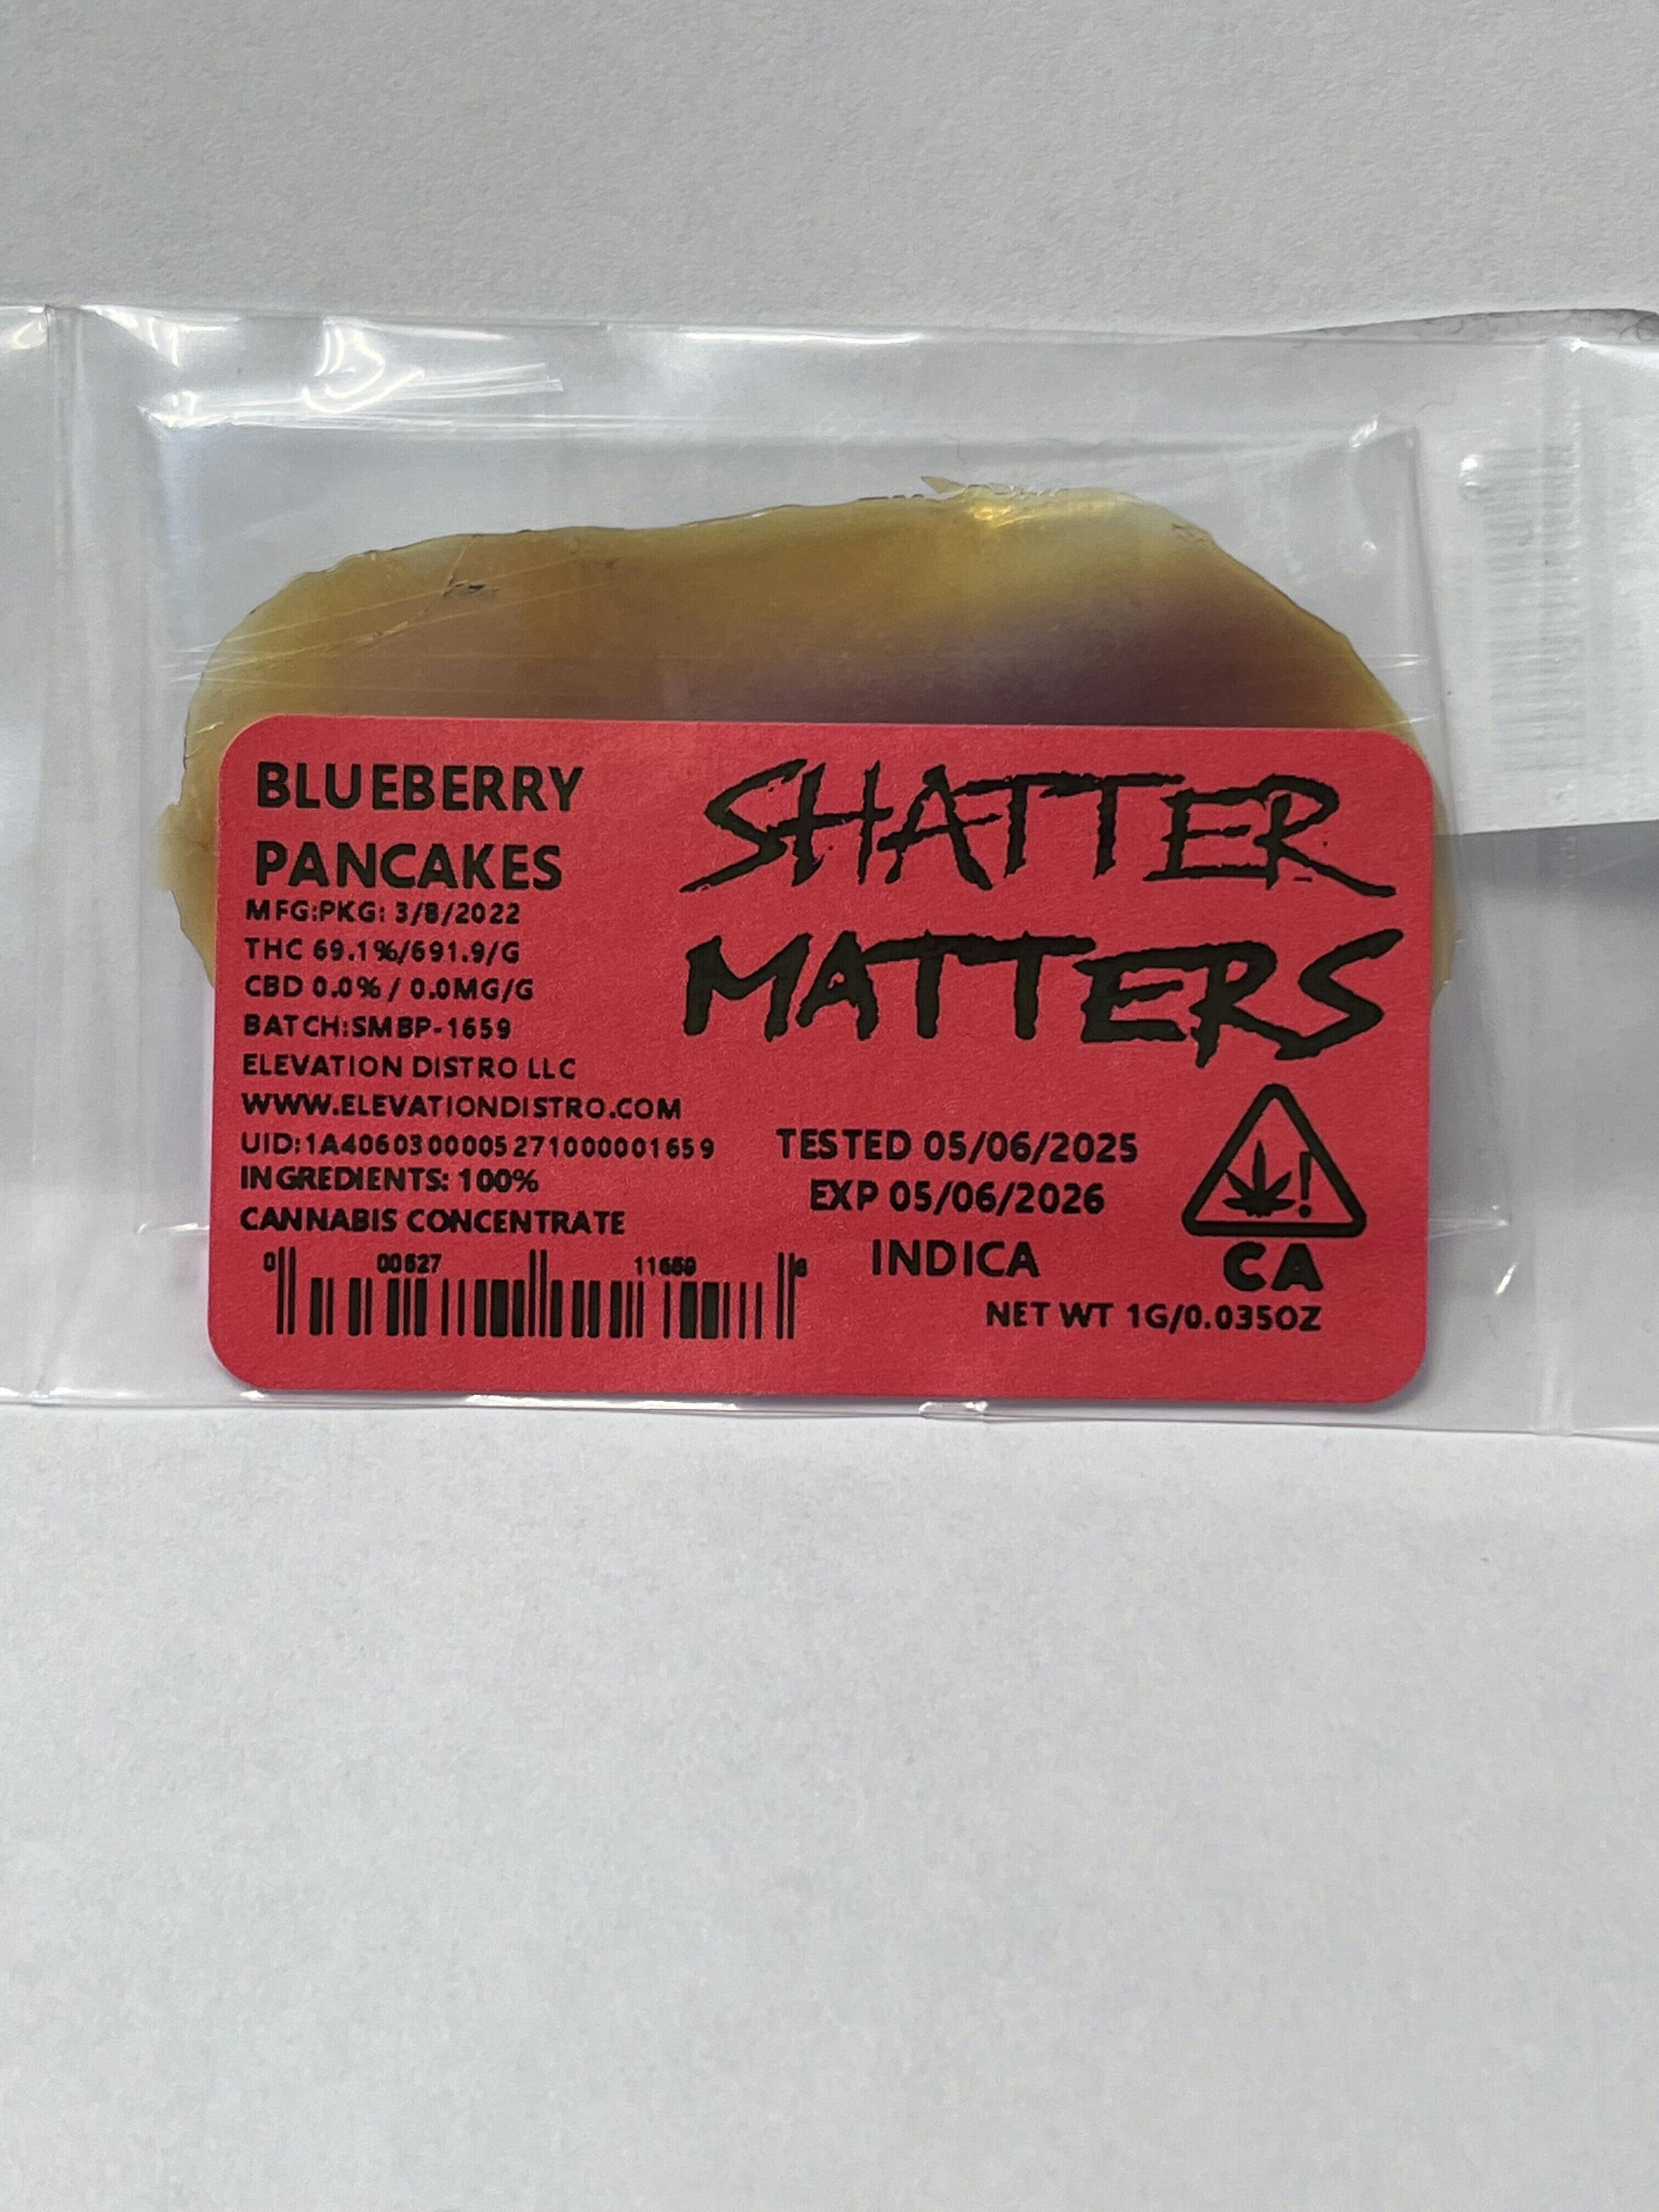 BLUEBERRY
PANCAKES
MFG:PKG: 3/8/2022
THC 69.1%/691.9/G
CBD 0.0% / 0.0MG/G
BATCH:SMBP-1659
ELEVATION DISTRO LLC
WWW.ELEVATIONDISTRO.COM
UID:1A4060300005271000001659
INGREDIENTS: 100%
CANNABIS CONCENTRATE
SHATTER
MATTERS
TESTED 05/06/2025
EXP 05/06/2026
INDICA
CA
NET WT 1G/0.035OZ